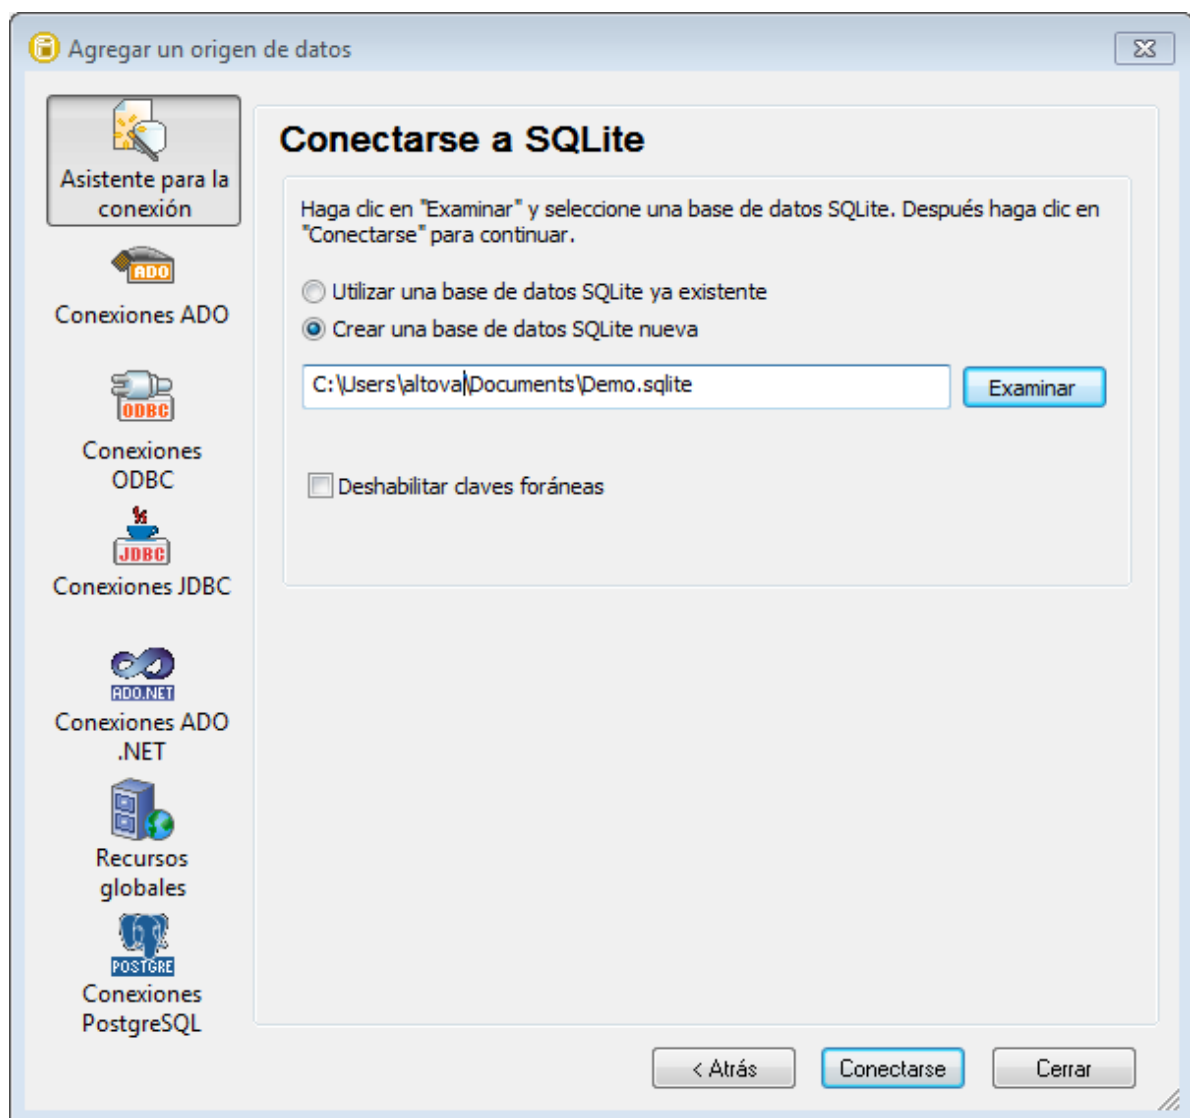 Agregar un origen de datos
Asistente para la
conexión
ADO
Conexiones ADO
ODBC
Conexiones
ODBC
JDBC
Conexiones JDBC
ADO.NET
Conexiones ADO
.NET
Recursos
globales
POSTGRE
Conexiones
PostgreSQL
Conectarse a SQLite
Haga clic en "Examinar" y seleccione una base de datos SQLite. Después haga clic en
"Conectarse" para continuar.
Utilizar una base de datos SQLite ya existente
Crear una base de datos SQLite nueva
C:\Users\altova\Documents\Demo.sqlite
Examinar
Deshabilitar claves foráneas
< Atrás
Conectarse
Cerrar